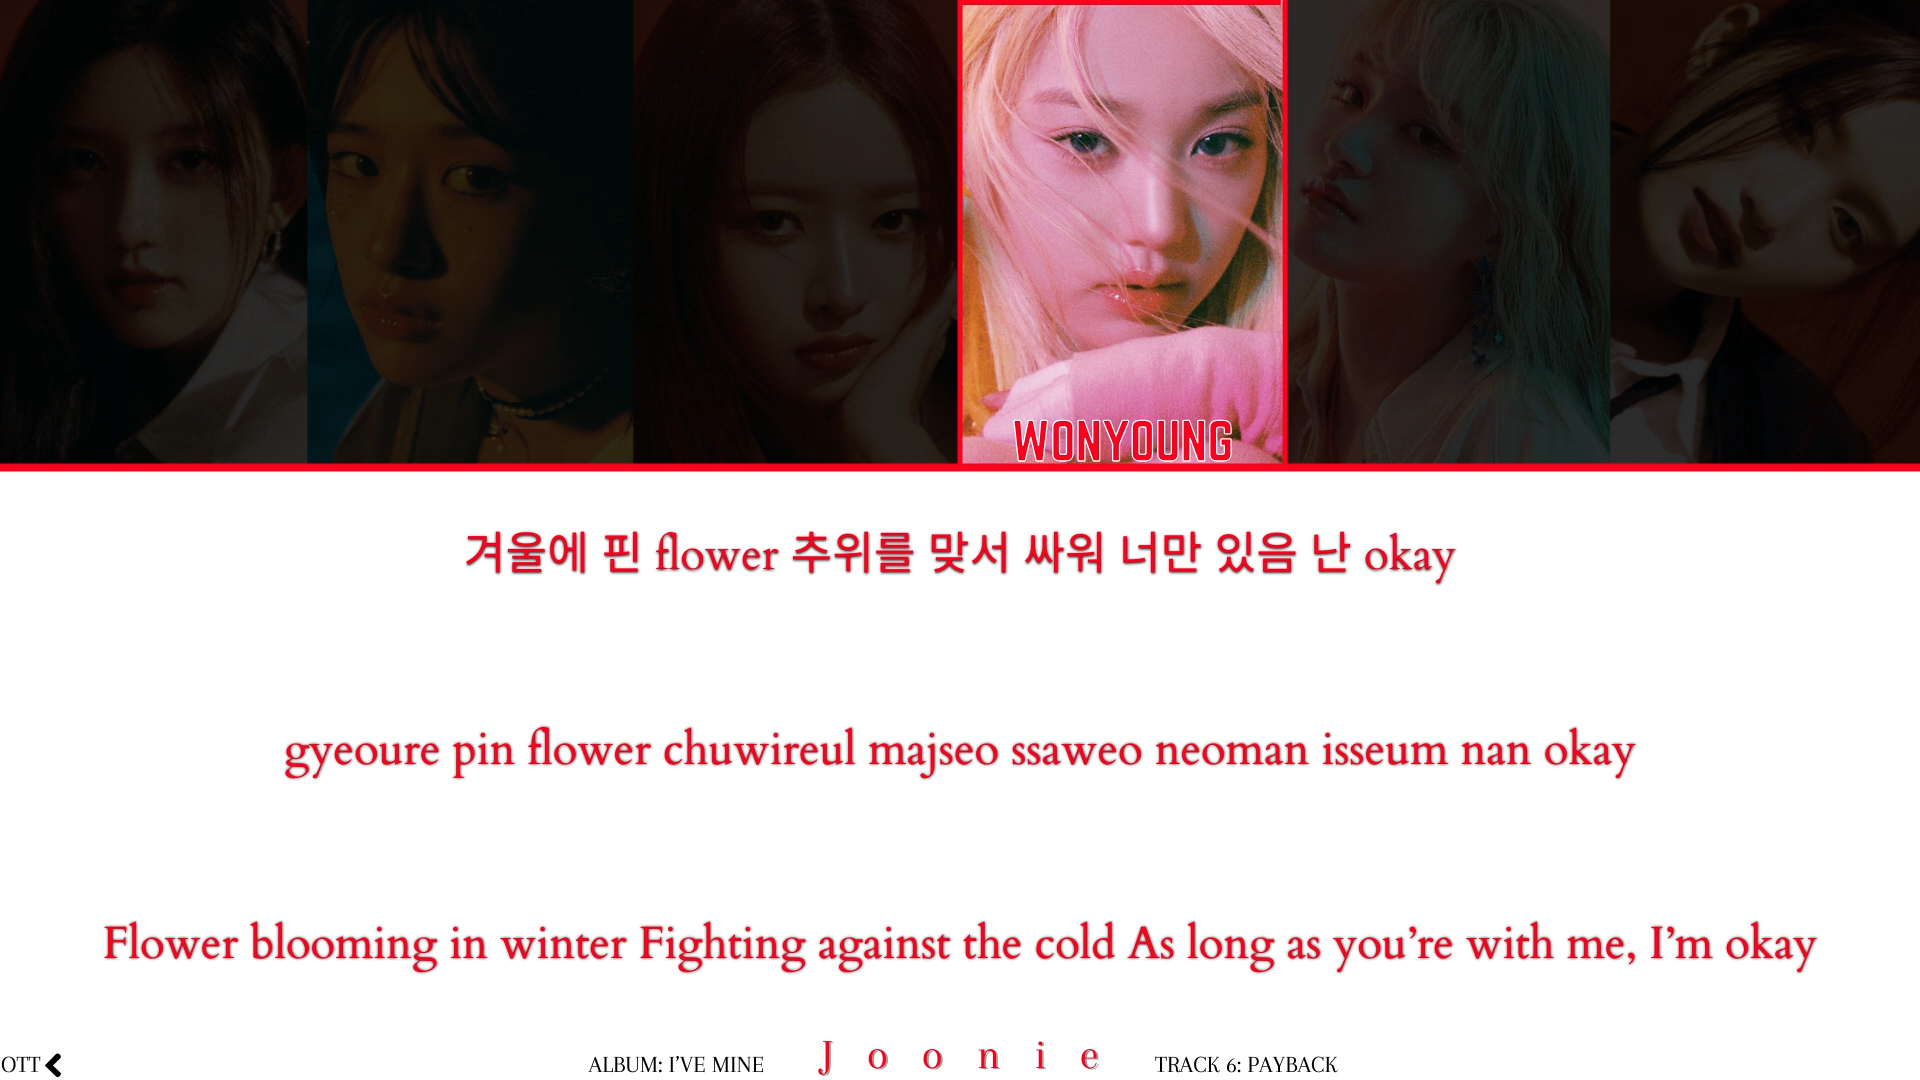 WONYOUNG
겨울에 핀 flower 추위를 맞서 싸워 너만 있음 난 okay
gyeoure pin flower chuwireul majseo ssaweo neoman isseum nan okay
Flower blooming in winter Fighting against the cold As long as you’re with me, I’m okay
OTT
ALBUM: I’VE MINE
Joonie
TRACK 6: PAYBACK